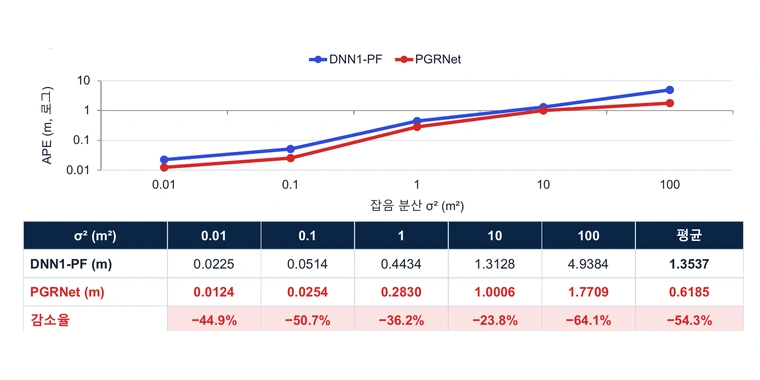 DNN1-PF PGRNet
APE (m, 로그)
10
1
0.1
0.01
0.01 0.1 1 10 100
잡음 분산 σ² (m²)
σ² (m²) 0.01 0.1 1 10 100 평균
DNN1-PF (m) 0.0225 0.0514 0.4434 1.3128 4.9384 1.3537
PGRNet (m) 0.0124 0.0254 0.2830 1.0006 1.7709 0.6185
감소율 −44.9% −50.7% −36.2% −23.8% −64.1% −54.3%